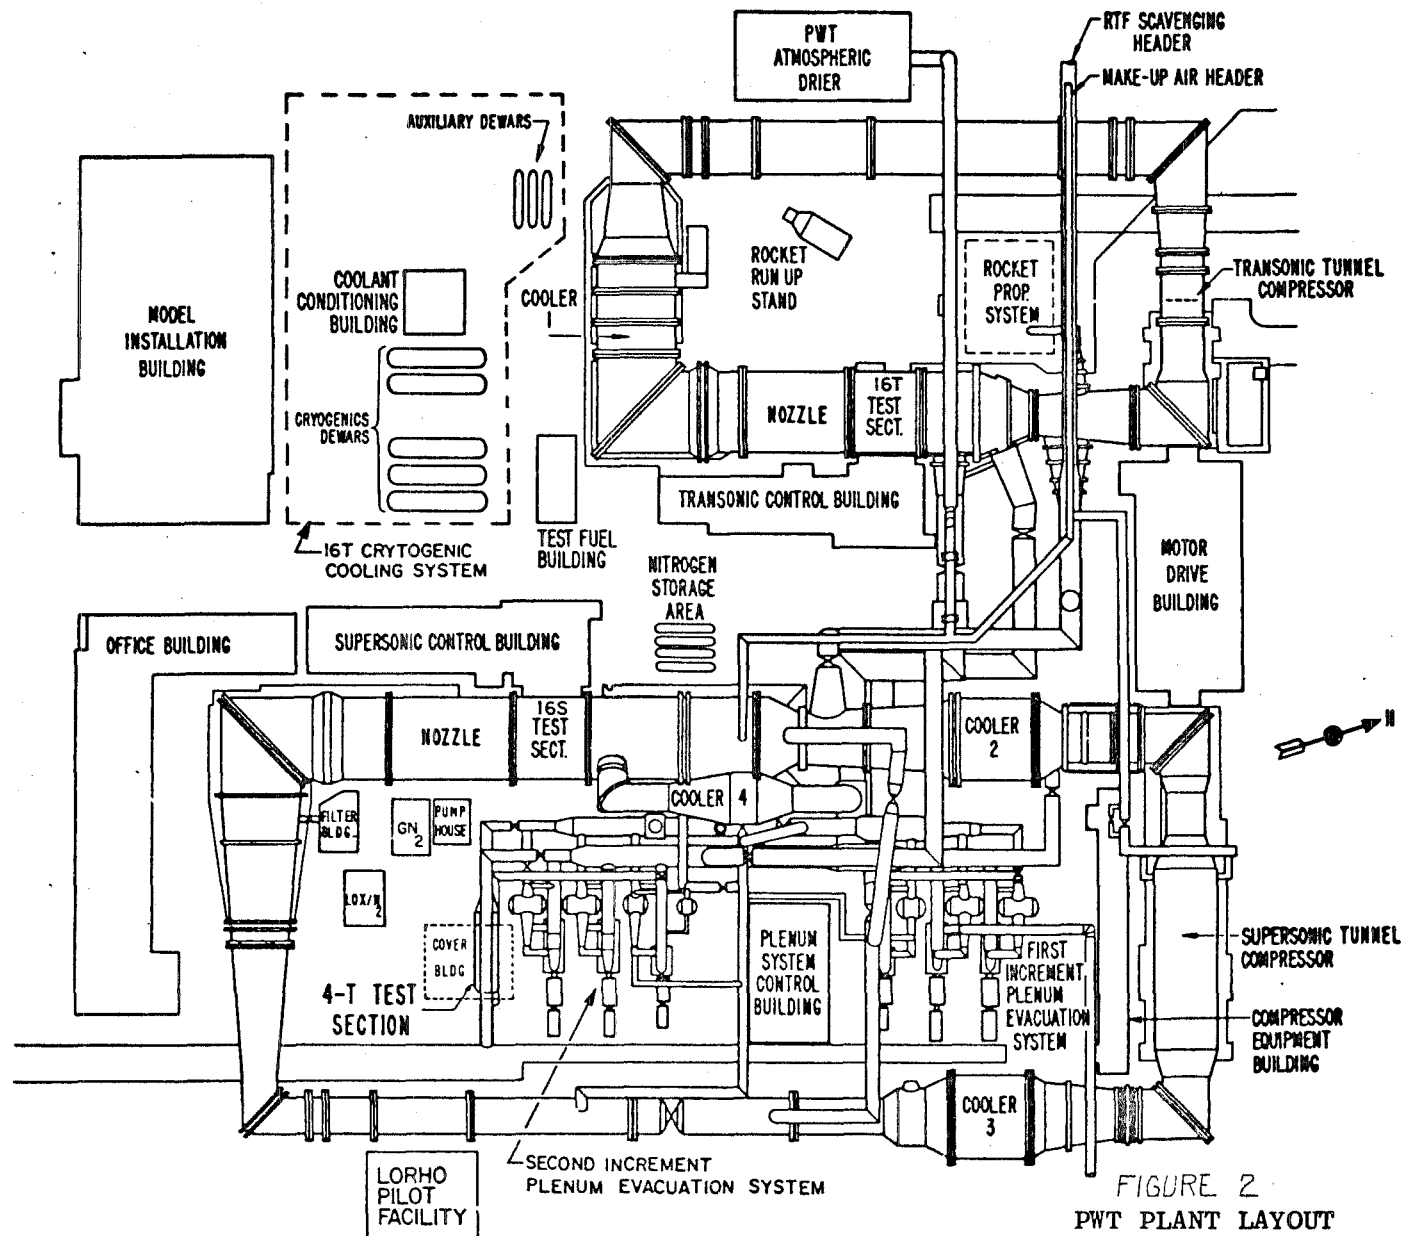 RTF SCAVENGING
HEADER
MAKE-UP AIR HEADER
PWT
ATMOSPHERIC
DRIER
AUXILIARY DEWARS
COOLANT
CONDITIONING
BUILDING
COOLER
ROCKET
RUN UP
STAND
ROCKET
PROP.
SYSTEM
TRANSONIC TUNNEL
COMPRESSOR
MODEL
INSTALLATION
BUILDING
CRYOGENICS
DEWARS
NOZZLE
16T
TEST
SECT.
TRANSONIC CONTROL BUILDING
16T CRYTOGENIC
COOLING SYSTEM
TEST FUEL
BUILDING
NITROGEN
STORAGE
AREA
MOTOR
DRIVE
BUILDING
OFFICE BUILDING
SUPERSONIC CONTROL BUILDING
NOZZLE
16S
TEST
SECT.
COOLER
2
N
COOLER 4
FILTER
BLDG.
GN2
PUMP
HOUSE
LOX/N2
COVER
BLDG
4-T TEST
SECTION
PLENUM
SYSTEM
CONTROL
BUILDING
FIRST
INCREMENT
PLENUM
EVACUATION
SYSTEM
SUPERSONIC TUNNEL
COMPRESSOR
COMPRESSOR
EQUIPMENT
BUILDING
COOLER
3
SECOND INCREMENT
PLENUM EVACUATION SYSTEM
LORHO
PILOT
FACILITY
FIGURE 2
PWT PLANT LAYOUT